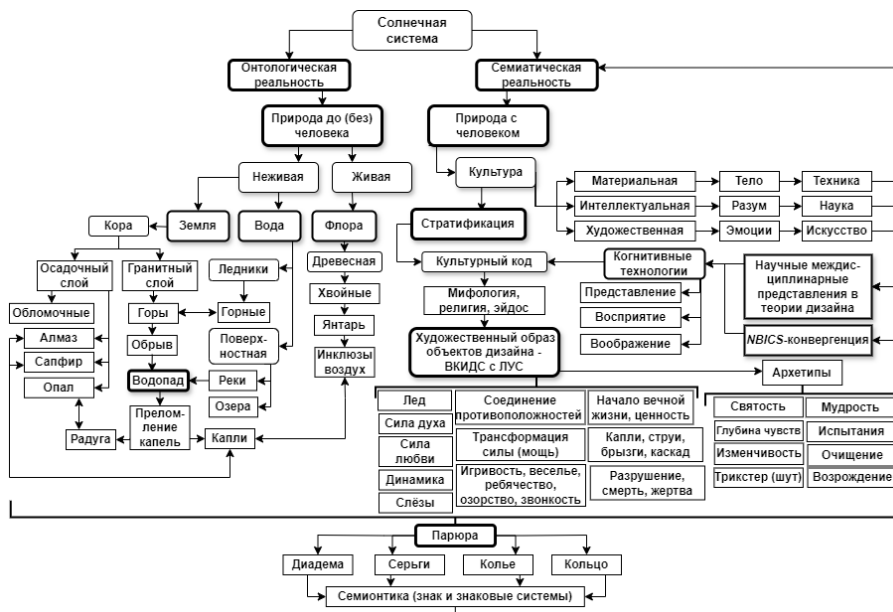 Солнечная
система
Онтологическая
реальность
Семиатическая
реальность
Природа до (без)
человека
Природа с
человеком
Неживая
Живая
Культура
Материальная
Тело
Техника
Интеллектуальная
Разум
Наука
Художественная
Эмоции
Искусство
Кора
Земля
Вода
Флора
Стратификация
Осадочный
слой
Гранитный
слой
Ледники
Древесная
Культурный код
Когнитивные
технологии
Научные междис-
циплинарные
представления в
теории дизайна
Обломочные
Горы
Горные
Хвойные
Мифология,
религия, эйдос
Представление
Алмаз
Обрыв
Поверх-
ностная
Янтарь
Восприятие
Сапфир
Инклюзы
воздух
Художественный образ
объектов дизайна -
ВКИДС с ЛУС
Воображение
NBICS-конвергенция
Опал
Водопад
Реки
Архетипы
Озера
Радуга
Прелом-
ление
капель
Капли
Лед
Сила духа
Сила
любви
Динамика
Слёзы
Соединение
противоположностей
Трансформация
силы (мощь)
Игривость, веселье,
ребячество,
озорство, звонкость
Начало вечной
жизни, ценность
Капли, струи,
брызги, каскад
Разрушение,
смерть, жертва
Святость
Мудрость
Глубина чувств
Испытания
Изменчивость
Очищение
Трикстер (шут)
Возрождение
Парюра
Диадема
Серьги
Колье
Кольцо
Семионтика (знак и знаковые системы)